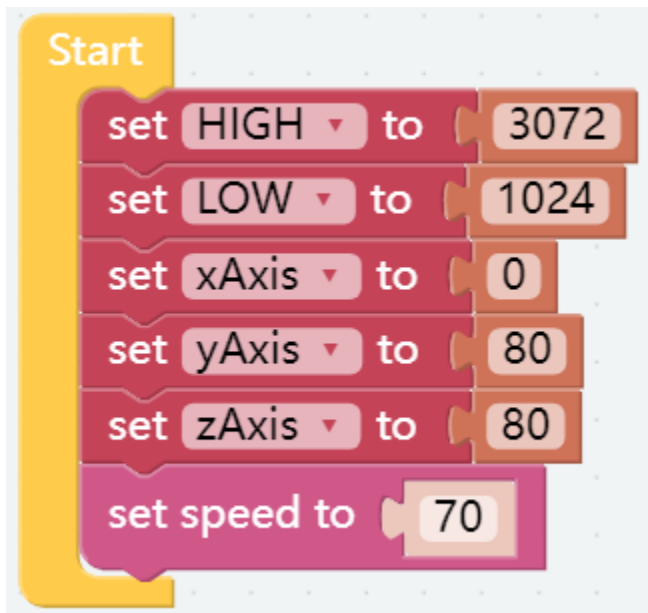 Start
set HIGH to 3072
set LOW to 1024
set xAxis to 0
set yAxis to 80
set zAxis to 80
set speed to 70